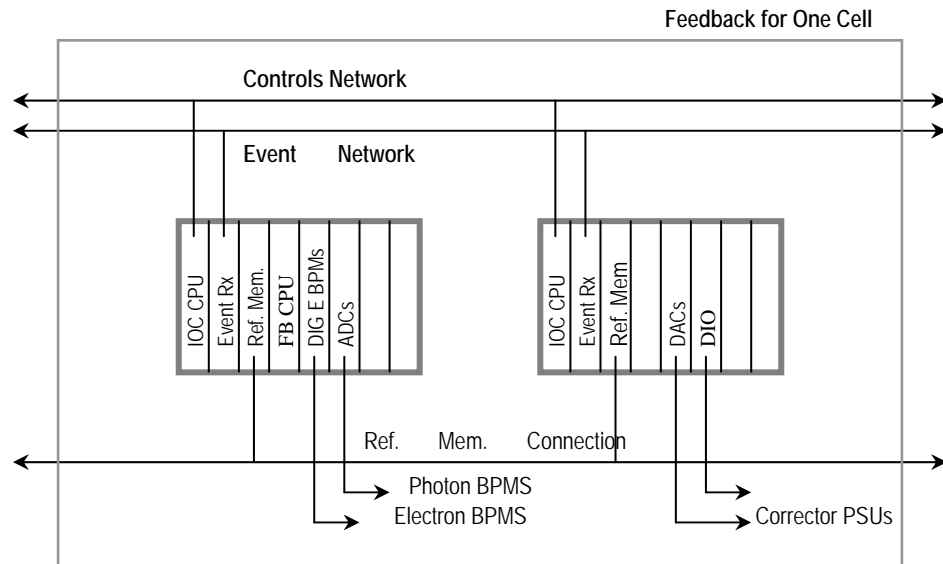 Feedback for One Cell
Controls Network
Event Network
IOC CPU
Event Rx
Ref. Mem.
FB CPU
DIG E BPMs
ADCs
IOC CPU
Event Rx
Ref. Mem
DACs
DIO
Ref. Mem. Connection
Photon BPMS
Electron BPMS
Corrector PSUs